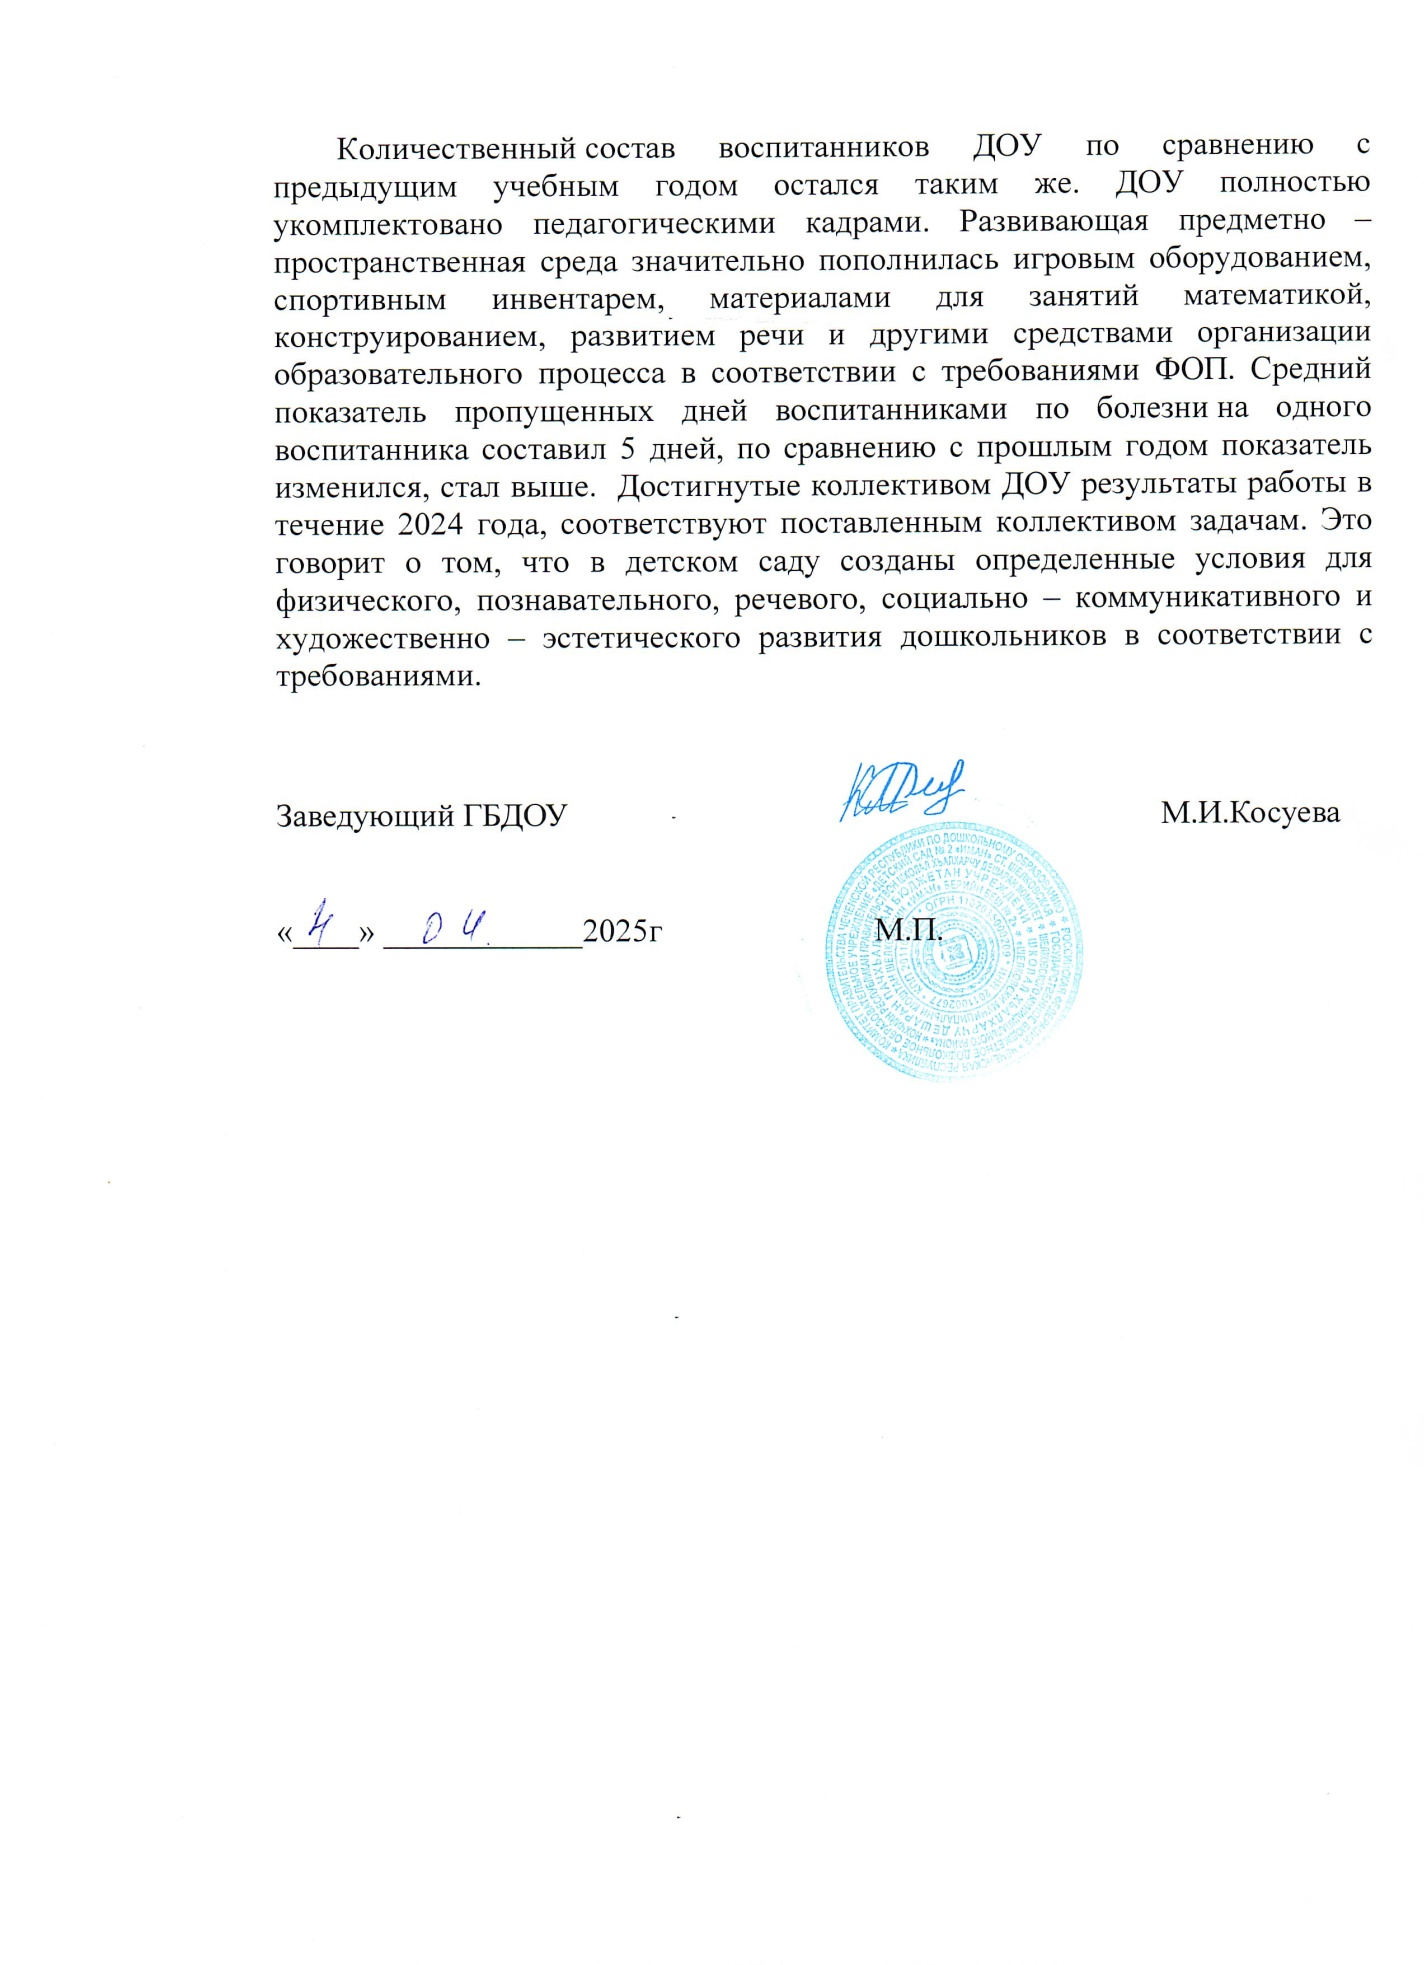 Количественный состав воспитанников ДОУ по сравнению с
предыдущим учебным годом остался таким же. ДОУ полностью
укомплектовано педагогическими кадрами. Развивающая предметно –
пространственная среда значительно пополнилась игровым оборудованием,
спортивным инвентарем, материалами для занятий математикой,
конструированием, развитием речи и другими средствами организации
образовательного процесса в соответствии с требованиями ФОП. Средний
показатель пропущенных дней воспитанниками по болезни на одного
воспитанника составил 5 дней, по сравнению с прошлым годом показатель
изменился, стал выше. Достигнутые коллективом ДОУ результаты работы в
течение 2024 года, соответствуют поставленным коллективом задачам. Это
говорит о том, что в детском саду созданы определенные условия для
физического, познавательного, речевого, социально – коммуникативного и
художественно – эстетического развития дошкольников в соответствии с
требованиями.
Заведующий ГБДОУ М.И.Косуева
«4» 04 2025г М.П.